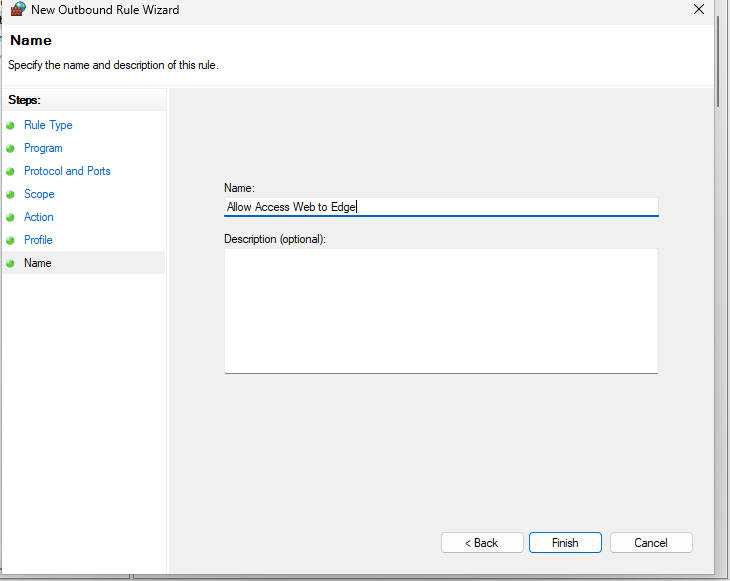 New Outbound Rule Wizard
Name
Specify the name and description of this rule.
Steps:
Rule Type
Program
Protocol and Ports
Scope
Action
Profile
Name
Name:
Allow Access Web to Edge
Description (optional):
< Back
Finish
Cancel